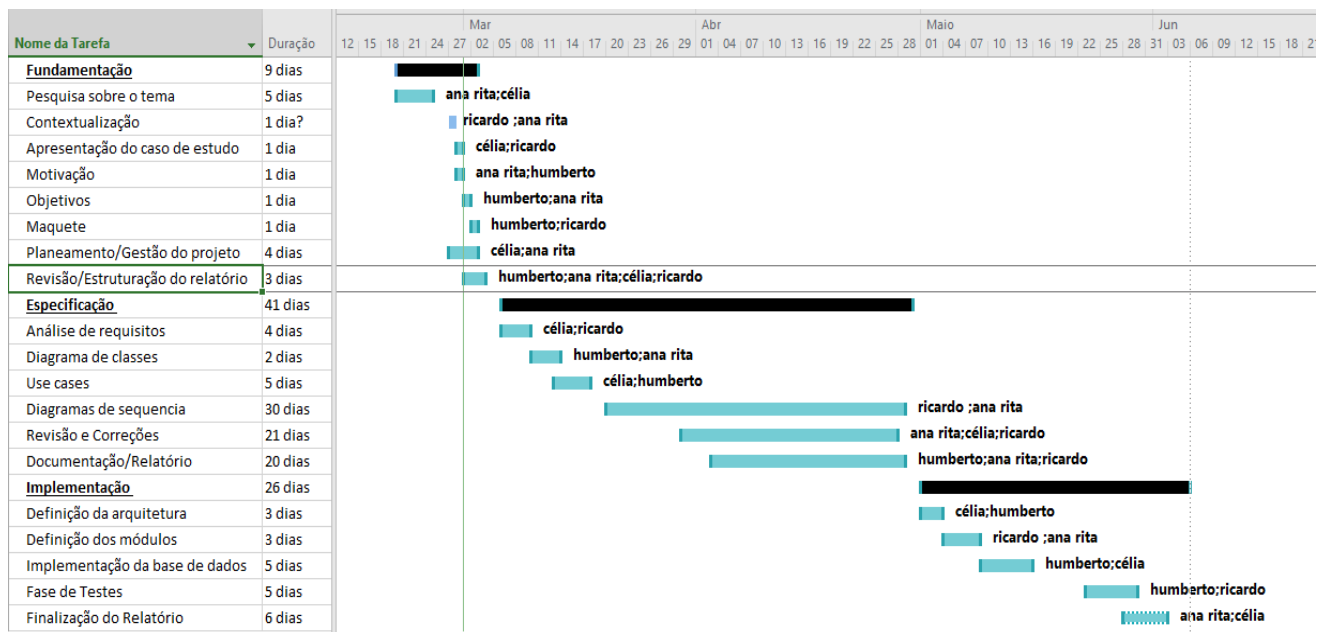 Mar Abr Maio Jun
Nome da Tarefa Duração 12 15 18 21 24 27 02 05 08 11 14 17 20 23 26 29 01 04 07 10 13 16 19 22 25 28 01 04 07 10 13 16 19 22 25 28 31 03 06 09 12 15 18 21
Fundamentação 9 dias
Pesquisa sobre o tema 5 dias ana rita;célia
Contextualização 1 dia? ricardo ;ana rita
Apresentação do caso de estudo 1 dia célia;ricardo
Motivação 1 dia ana rita;humberto
Objetivos 1 dia humberto;ana rita
Maquete 1 dia humberto;ricardo
Planeamento/Gestão do projeto 4 dias célia;ana rita
Revisão/Estruturação do relatório 3 dias humberto;ana rita;célia;ricardo
Especificação 41 dias
Análise de requisitos 4 dias célia;ricardo
Diagrama de classes 2 dias humberto;ana rita
Use cases 5 dias célia;humberto
Diagramas de sequencia 30 dias ricardo ;ana rita
Revisão e Correções 21 dias ana rita;célia;ricardo
Documentação/Relatório 20 dias humberto;ana rita;ricardo
Implementação 26 dias
Definição da arquitetura 3 dias célia;humberto
Definição dos módulos 3 dias ricardo ;ana rita
Implementação da base de dados 5 dias humberto;célia
Fase de Testes 5 dias humberto;ricardo
Finalização do Relatório 6 dias ana rita;célia